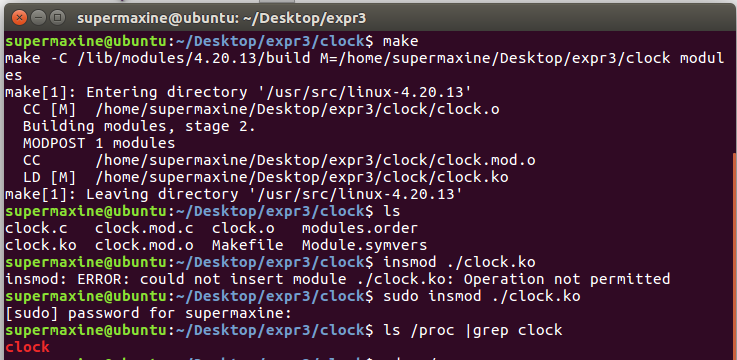 supermaxine@ubuntu: ~/Desktop/expr3
supermaxine@ubuntu:~/Desktop/expr3/clock$ make
make -C /lib/modules/4.20.13/build M=/home/supermaxine/Desktop/expr3/clock modul
es
make[1]: Entering directory '/usr/src/linux-4.20.13'
  CC [M]  /home/supermaxine/Desktop/expr3/clock/clock.o
  Building modules, stage 2.
  MODPOST 1 modules
  CC      /home/supermaxine/Desktop/expr3/clock/clock.mod.o
  LD [M]  /home/supermaxine/Desktop/expr3/clock/clock.ko
make[1]: Leaving directory '/usr/src/linux-4.20.13'
supermaxine@ubuntu:~/Desktop/expr3/clock$ ls
clock.c   clock.mod.c  clock.o   modules.order
clock.ko  clock.mod.o  Makefile  Module.symvers
supermaxine@ubuntu:~/Desktop/expr3/clock$ insmod ./clock.ko
insmod: ERROR: could not insert module ./clock.ko: Operation not permitted
supermaxine@ubuntu:~/Desktop/expr3/clock$ sudo insmod ./clock.ko
[sudo] password for supermaxine:
supermaxine@ubuntu:~/Desktop/expr3/clock$ ls /proc |grep clock
clock